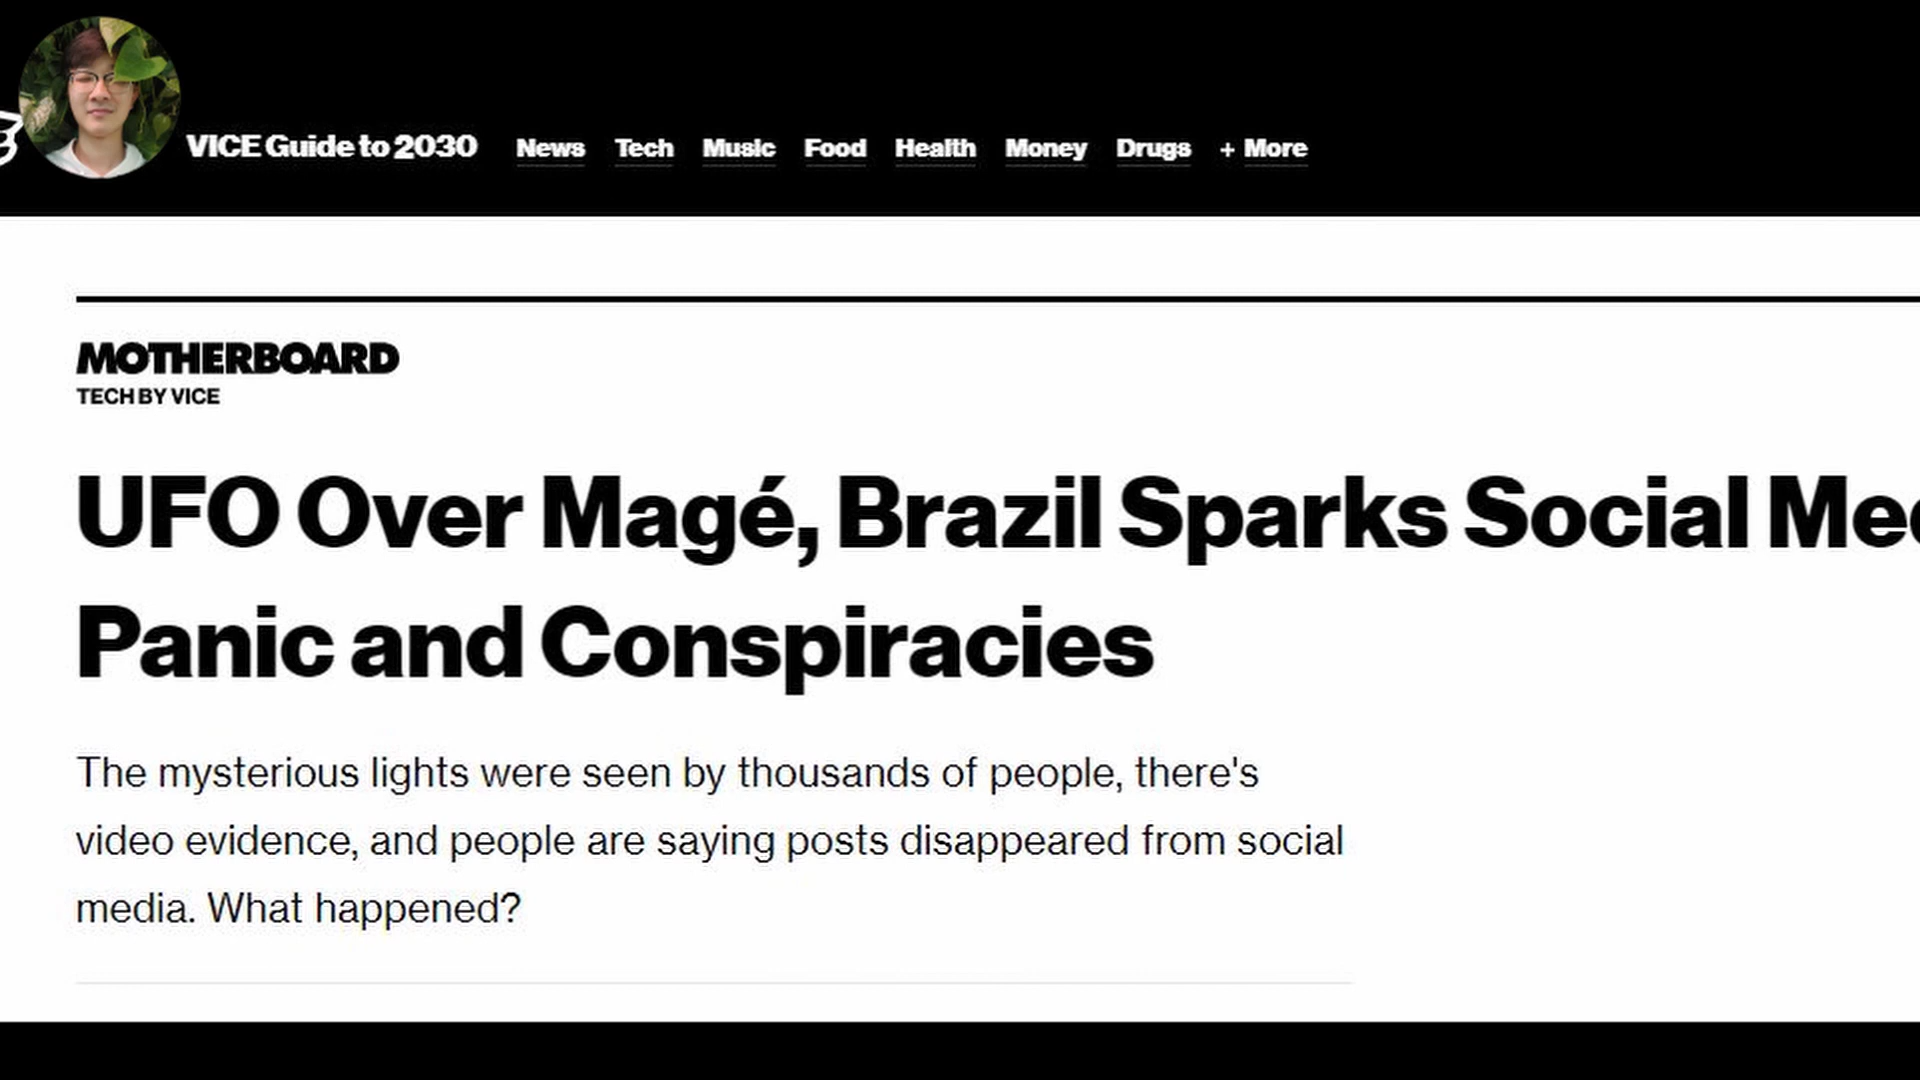 VICE Guide to 2030 News Tech Music Food Health Money Drugs + More
MOTHERBOARD
TECH BY VICE
UFO Over Magé, Brazil Sparks Social
Panic and Conspiracies
The mysterious lights were seen by thousands of people, there's
video evidence, and people are saying posts disappeared from social
media. What happened?